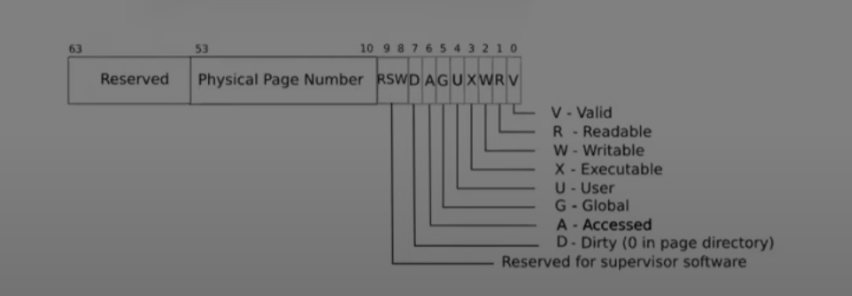 63 53 10 9 8 7 6 5 4 3 2 1 0
Reserved Physical Page Number RSW D A G U X W R V
V - Valid
R - Readable
W - Writable
X - Executable
U - User
G - Global
A - Accessed
D - Dirty (0 in page directory)
Reserved for supervisor software